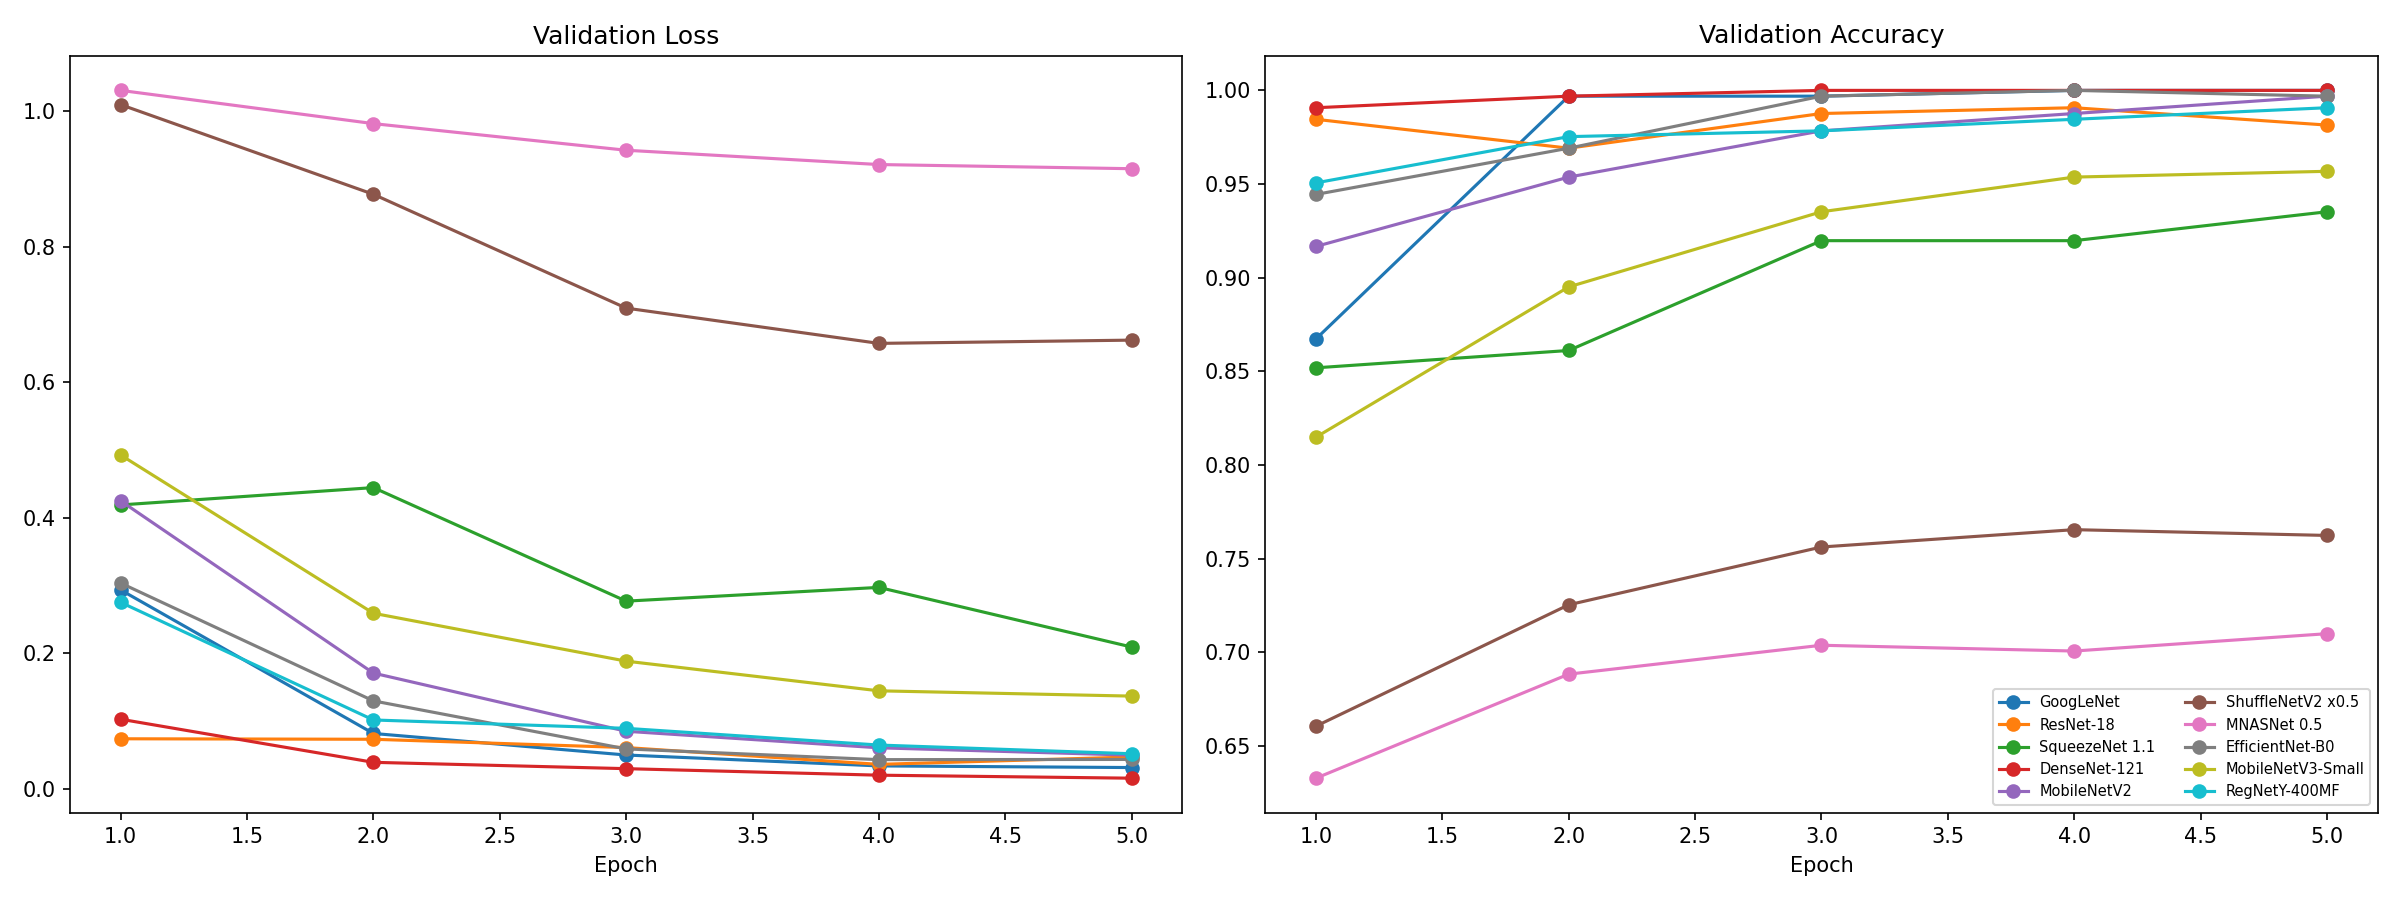 Validation Loss
1.0
0.8
0.6
0.4
0.2
0.0
1.0 1.5 2.0 2.5 3.0 3.5 4.0 4.5 5.0
Epoch
Validation Accuracy
1.00
0.95
0.90
0.85
0.80
0.75
0.70
0.65
GoogLeNet
ResNet-18
SqueezeNet 1.1
DenseNet-121
MobileNetV2
ShuffleNetV2 x0.5
MNASNet 0.5
EfficientNet-B0
MobileNetV3-Small
RegNetY-400MF
1.0 1.5 2.0 2.5 3.0 3.5 4.0 4.5 5.0
Epoch